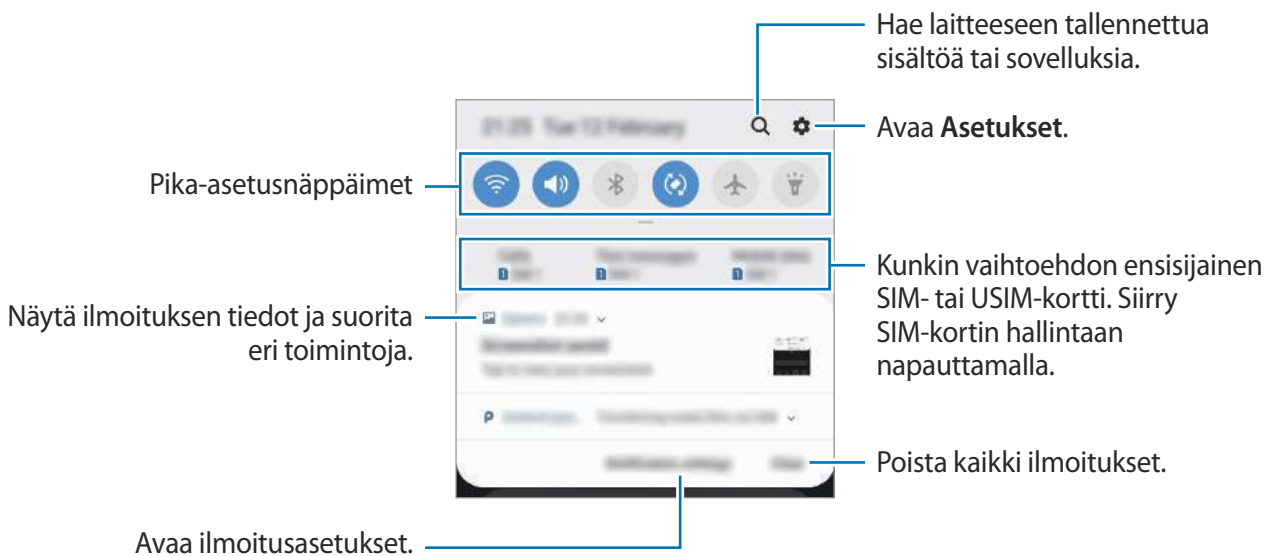 Hae laitteeseen tallennettua
sisältöä tai sovelluksia.
Avaa Asetukset.
Pika-asetusnäppäimet
Kunkin vaihtoehdon ensisijainen
SIM- tai USIM-kortti. Siirry
SIM-kortin hallintaan
napauttamalla.
Näytä ilmoituksen tiedot ja suorita
eri toimintoja.
Poista kaikki ilmoitukset.
Avaa ilmoitusasetukset.